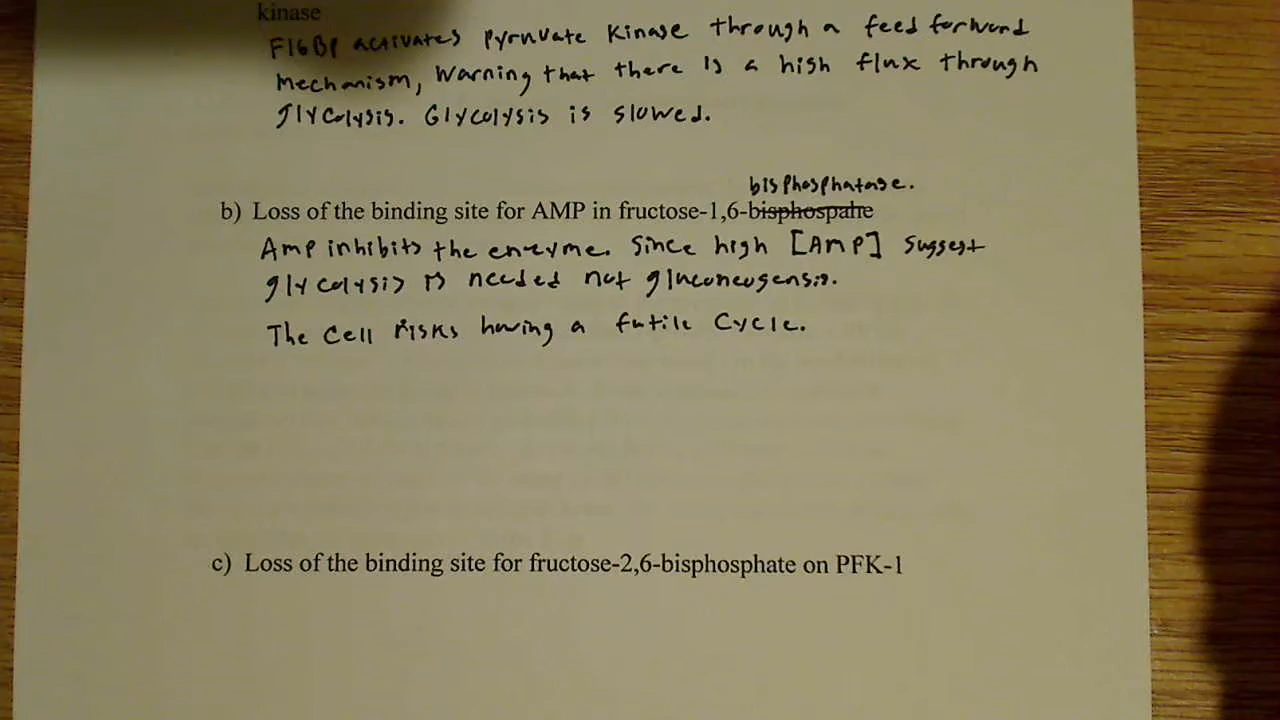 kinase
F16BP activates pyruvate kinase through a feed forward
mechanism, warning that there is a high flux through
glycolysis. Glycolysis is slowed.
bisphosphatase.
b) Loss of the binding site for AMP in fructose-1,6-bisphospahe
Amp inhibits the enzyme. Since high [AMP] suggest
glycolysis is needed not gluconeogensis.
The cell risks having a futile cycle.
c) Loss of the binding site for fructose-2,6-bisphosphate on PFK-1